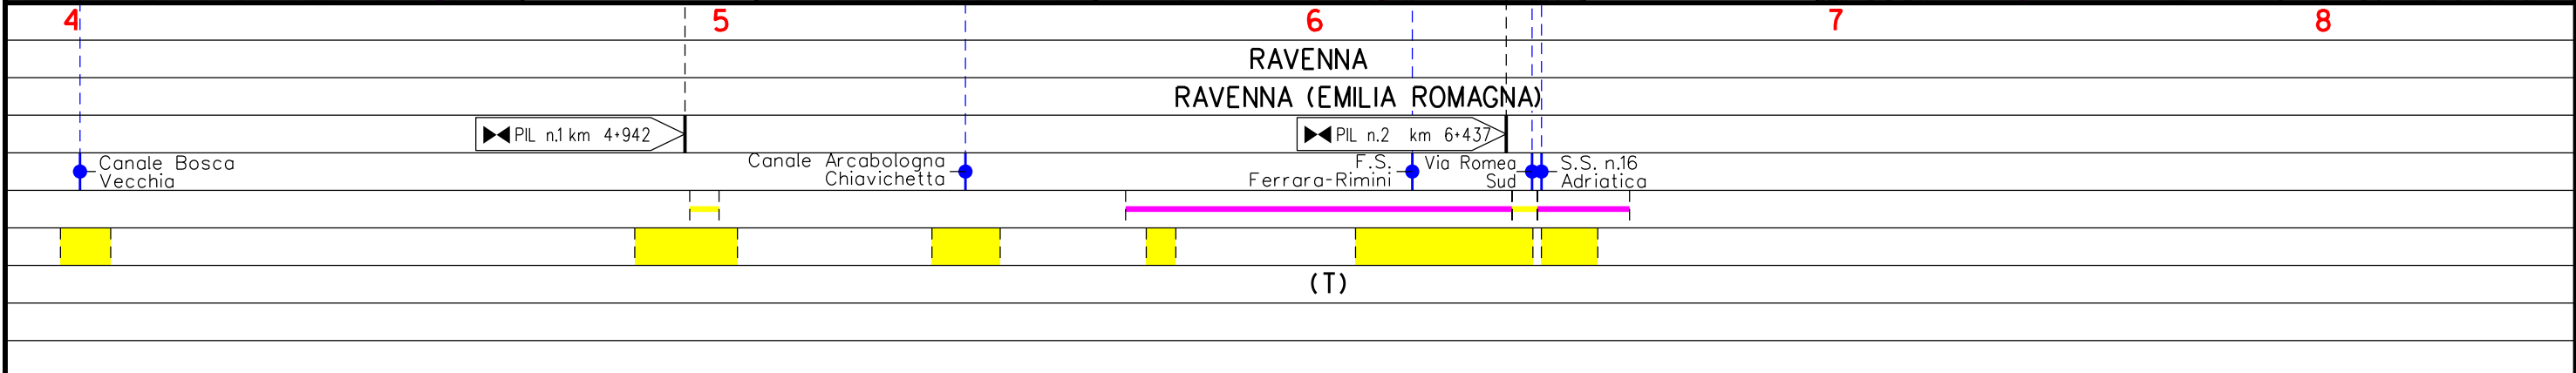 4 5 6 7 8
RAVENNA
RAVENNA (EMILIA ROMAGNA)
PIL n.1 km 4+942
PIL n.2 km 6+437
Canale Bosca
Vecchia
Canale Arcabologna
Chiavichetta
F.S.
Ferrara-Rimini
Via Romea
Sud
S.S. n.16
Adriatica
(T)